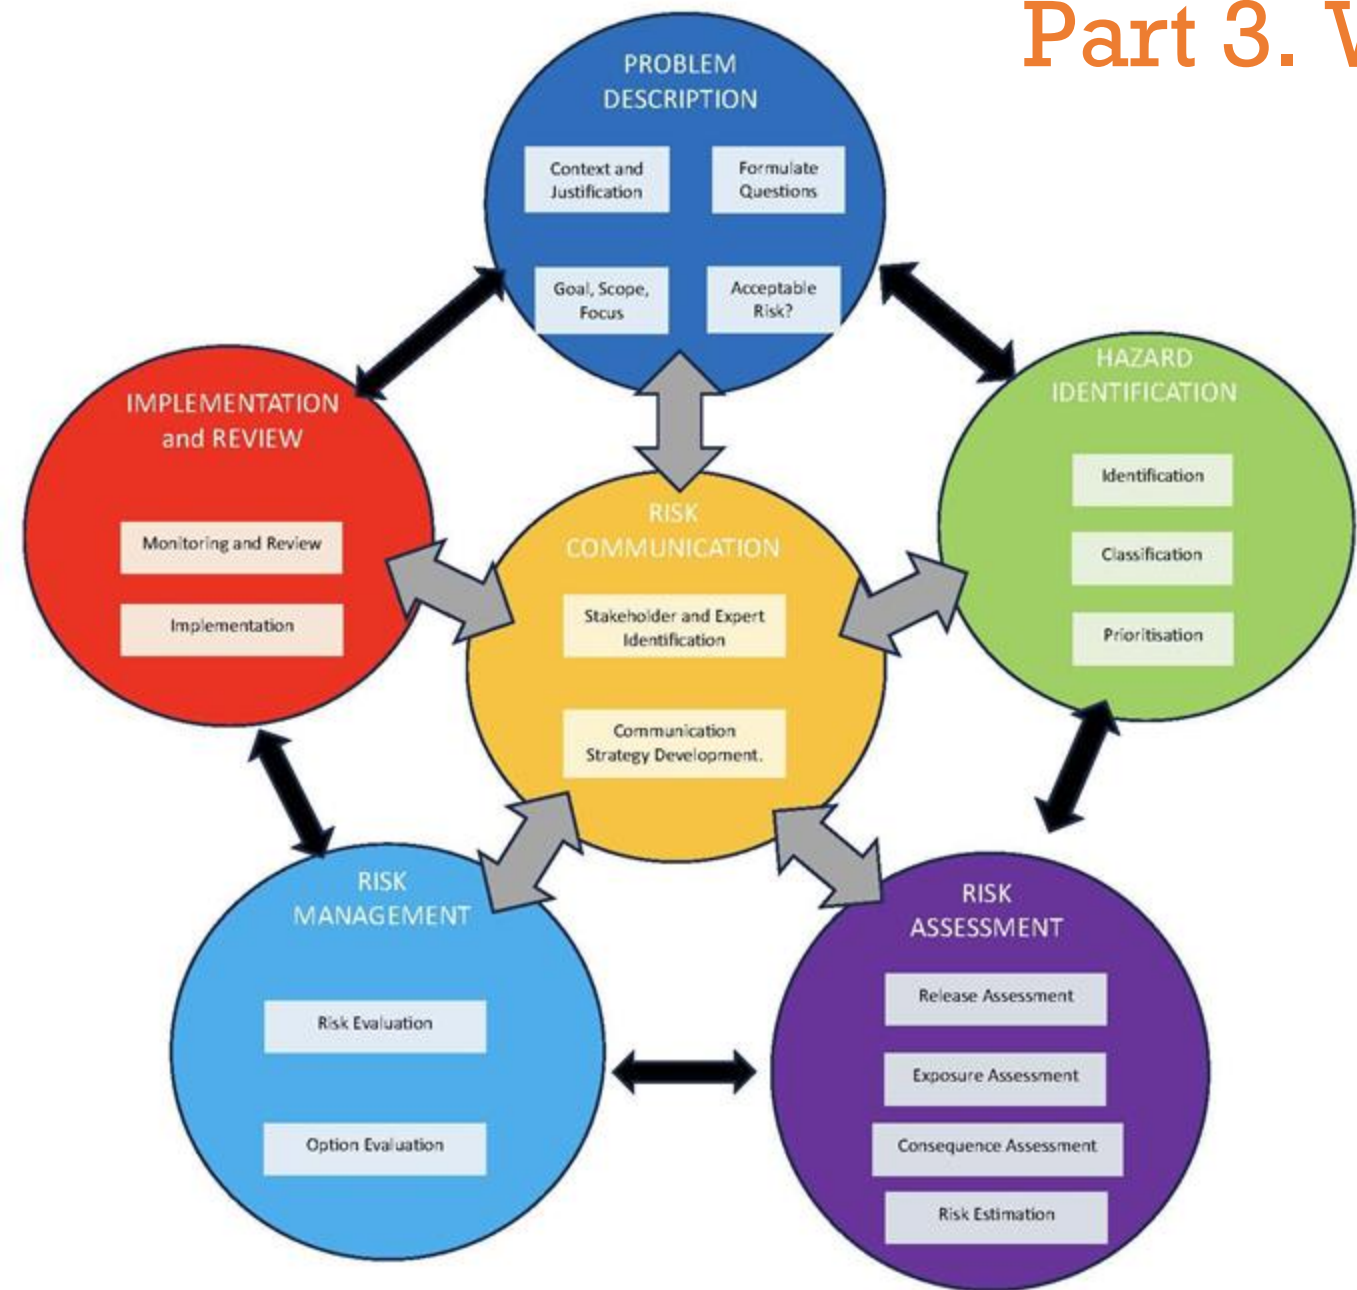 Part 3. V
PROBLEM
DESCRIPTION
Context and
Justification
Formulate
Questions
Goal, Scope,
Focus
Acceptable
Risk?
HAZARD
IDENTIFICATION
Identification
Classification
Prioritisation
IMPLEMENTATION
and REVIEW
Monitoring and Review
Implementation
RISK
COMMUNICATION
Stakeholder and Expert
Identification
Communication
Strategy Development.
RISK
MANAGEMENT
Risk Evaluation
Option Evaluation
RISK
ASSESSMENT
Release Assessment
Exposure Assessment
Consequence Assessment
Risk Estimation